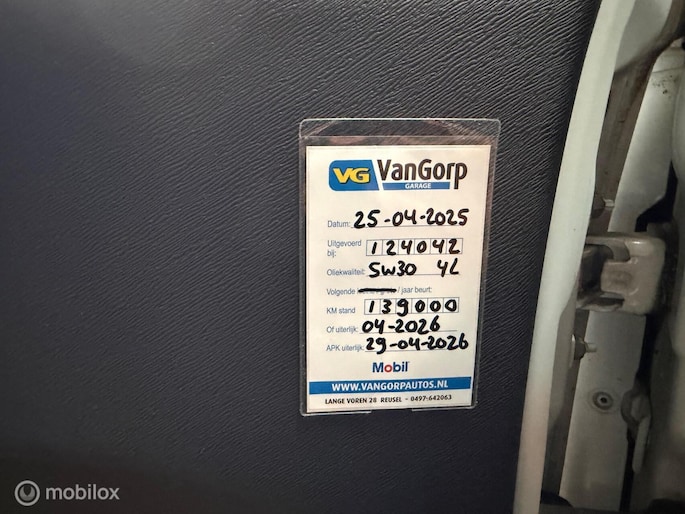 VG VanGorp
GARAGE
Datum: 25-04-2025
Uitgevoerd bij: 124042
Oliekwaliteit: 5W30 4L
Volgende / jaar beurt:
KM stand 139000
Of uiterlijk: 04-2026
APK uiterlijk: 29-04-2026
Mobil
WWW.VANGORPAUTOS.NL
LANGE VOREN 28 REUSEL - 0497-642063
mobilox